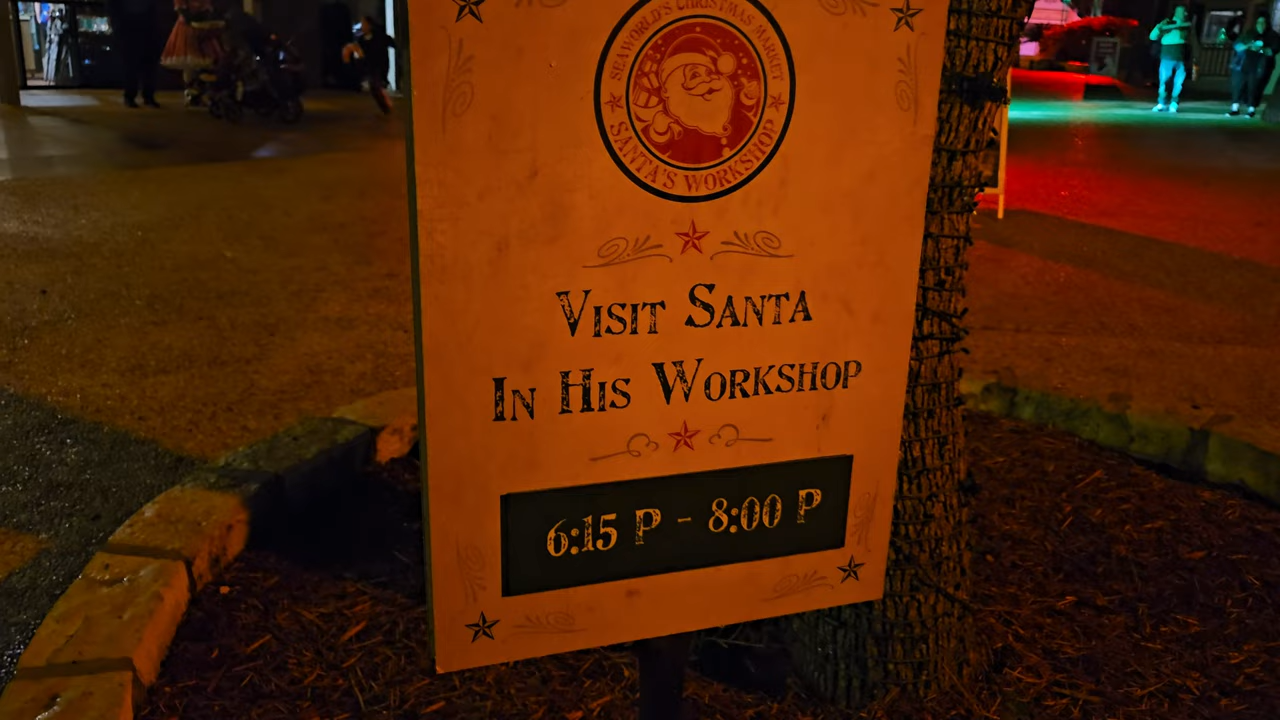 SEAWORLD'S CHRISTMAS MARKET
SANTA'S WORKSHOP
VISIT SANTA
IN HIS WORKSHOP
6:15 P - 8:00 P